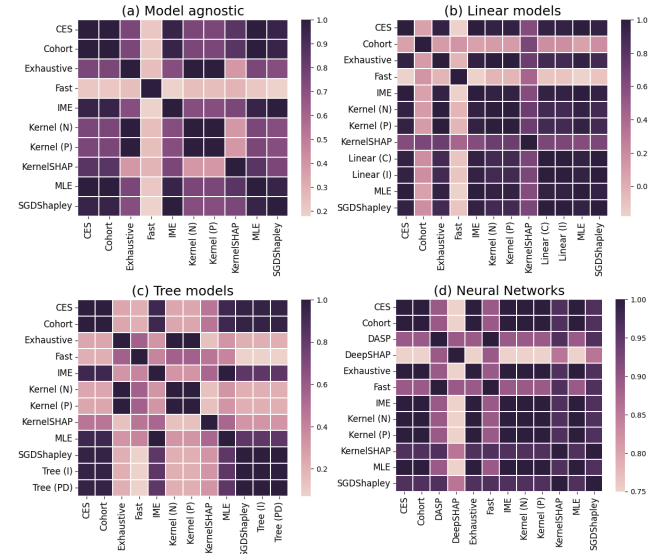 (a) Model agnostic
CES
Cohort
Exhaustive
Fast
IME
Kernel (N)
Kernel (P)
KernelSHAP
MLE
SGDShapley
CES
Cohort
Exhaustive
Fast
IME
Kernel (N)
Kernel (P)
KernelSHAP
MLE
SGDShapley
1.0
0.9
0.8
0.7
0.6
0.5
0.4
0.3
0.2
(b) Linear models
CES
Cohort
Exhaustive
Fast
IME
Kernel (N)
Kernel (P)
KernelSHAP
Linear (C)
Linear (I)
MLE
SGDShapley
CES
Cohort
Exhaustive
Fast
IME
Kernel (N)
Kernel (P)
KernelSHAP
Linear (C)
Linear (I)
MLE
SGDShapley
1.0
0.8
0.6
0.4
0.2
0.0
(c) Tree models
CES
Cohort
Exhaustive
Fast
IME
Kernel (N)
Kernel (P)
KernelSHAP
MLE
SGDShapley
Tree (I)
Tree (PD)
CES
Cohort
Exhaustive
Fast
IME
Kernel (N)
Kernel (P)
KernelSHAP
MLE
SGDShapley
Tree (I)
Tree (PD)
1.0
0.8
0.6
0.4
0.2
(d) Neural Networks
CES
Cohort
DASP
DeepSHAP
Exhaustive
Fast
IME
Kernel (N)
Kernel (P)
KernelSHAP
MLE
SGDShapley
CES
Cohort
DASP
DeepSHAP
Exhaustive
Fast
IME
Kernel (N)
Kernel (P)
KernelSHAP
MLE
SGDShapley
1.00
0.95
0.90
0.85
0.80
0.75